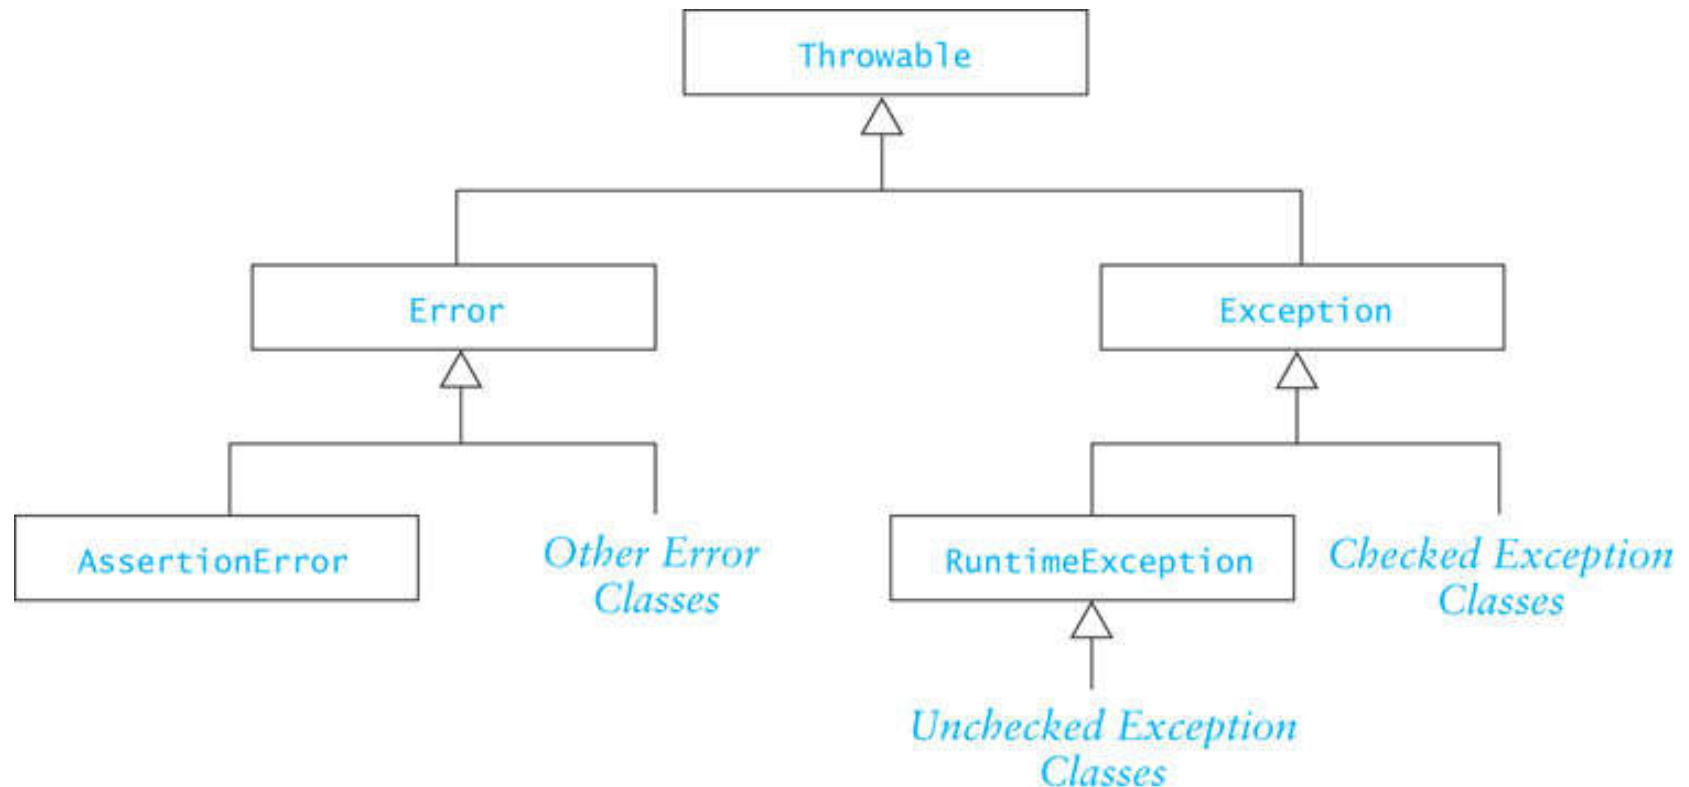 Throwable
Error
Exception
AssertionError
Other Error
Classes
RuntimeException
Checked Exception
Classes
Unchecked Exception
Classes